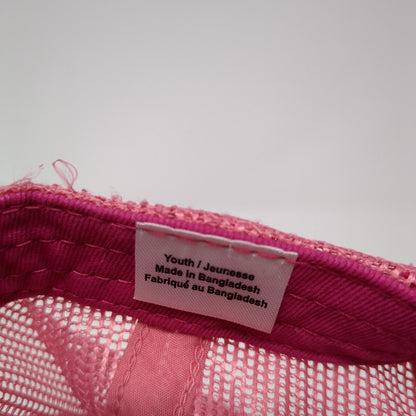 Youth / Jeunesse
Made in Bangladesh
Fabriqué au Bangladesh